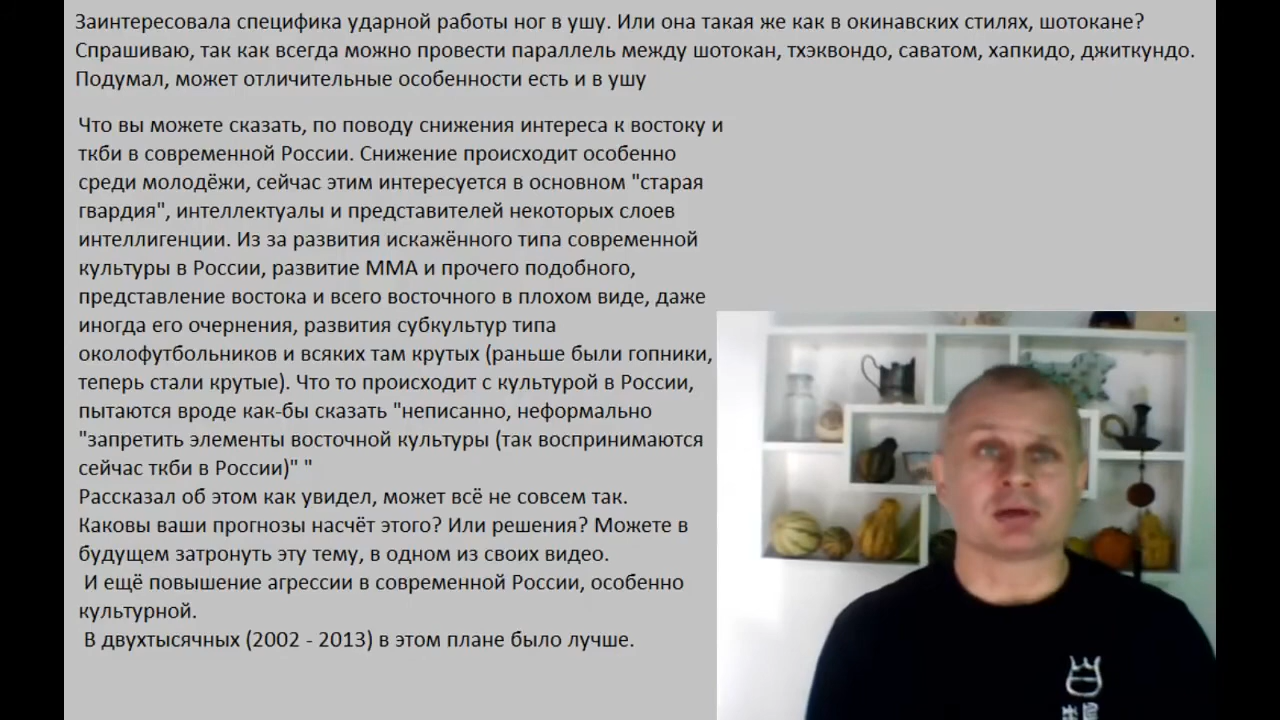 Заинтересовала специфика ударной работы ног в ушу. Или она такая же как в окинавских стилях, шотокане?
Спрашиваю, так как всегда можно провести параллель между шотокан, тхэквондо, саватом, хапкидо, джиткундо.
Подумал, может отличительные особенности есть и в ушу
Что вы можете сказать, по поводу снижения интереса к востоку и
ткби в современной России. Снижение происходит особенно
среди молодёжи, сейчас этим интересуется в основном "старая
гвардия", интеллектуалы и представителей некоторых слоев
интеллигенции. Из за развития искажённого типа современной
культуры в России, развитие ММА и прочего подобного,
представление востока и всего восточного в плохом виде, даже
иногда его очернения, развития субкультур типа
околофутбольников и всяких там крутых (раньше были гопники,
теперь стали крутые). Что то происходит с культурой в России,
пытаются вроде как-бы сказать "неписанно, неформально
"запретить элементы восточной культуры (так воспринимаются
сейчас ткби в России)" "
Рассказал об этом как увидел, может всё не совсем так.
Каковы ваши прогнозы насчёт этого? Или решения? Можете в
будущем затронуть эту тему, в одном из своих видео.
И ещё повышение агрессии в современной России, особенно
культурной.
В двухтысячных (2002 - 2013) в этом плане было лучше.